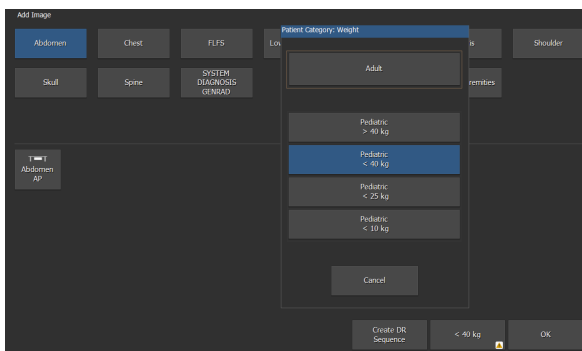 Add Image
Patient Category: Weight
Abdomen
Chest
FLFS
Lo
is
Shoulder
Adult
Skull
Spine
SYSTEM
DIAGNOSIS
GENRAD
remities
Pediatric
> 40 kg
Pediatric
< 40 kg
Pediatric
< 25 kg
Pediatric
< 10 kg
T T
Abdomen
AP
Cancel
Create DR
Sequence
< 40 kg
OK